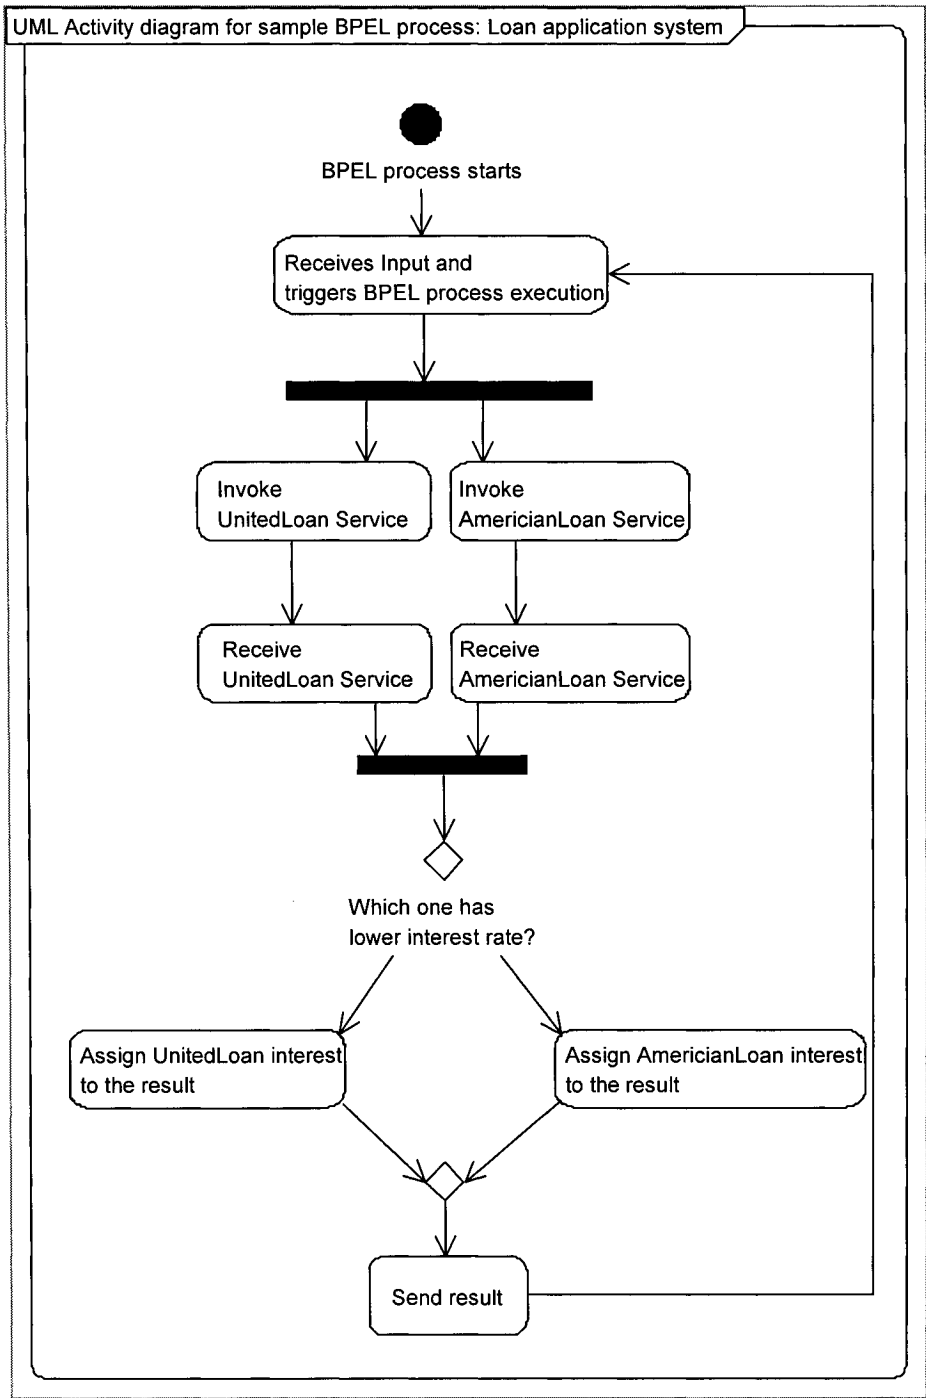 UML Activity diagram for sample BPEL process: Loan application system
BPEL process starts
Receives Input and
triggers BPEL process execution
Invoke
UnitedLoan Service
Invoke
AmericianLoan Service
Receive
UnitedLoan Service
Receive
AmericianLoan Service
Which one has
lower interest rate?
Assign UnitedLoan interest
to the result
Assign AmericianLoan interest
to the result
Send result